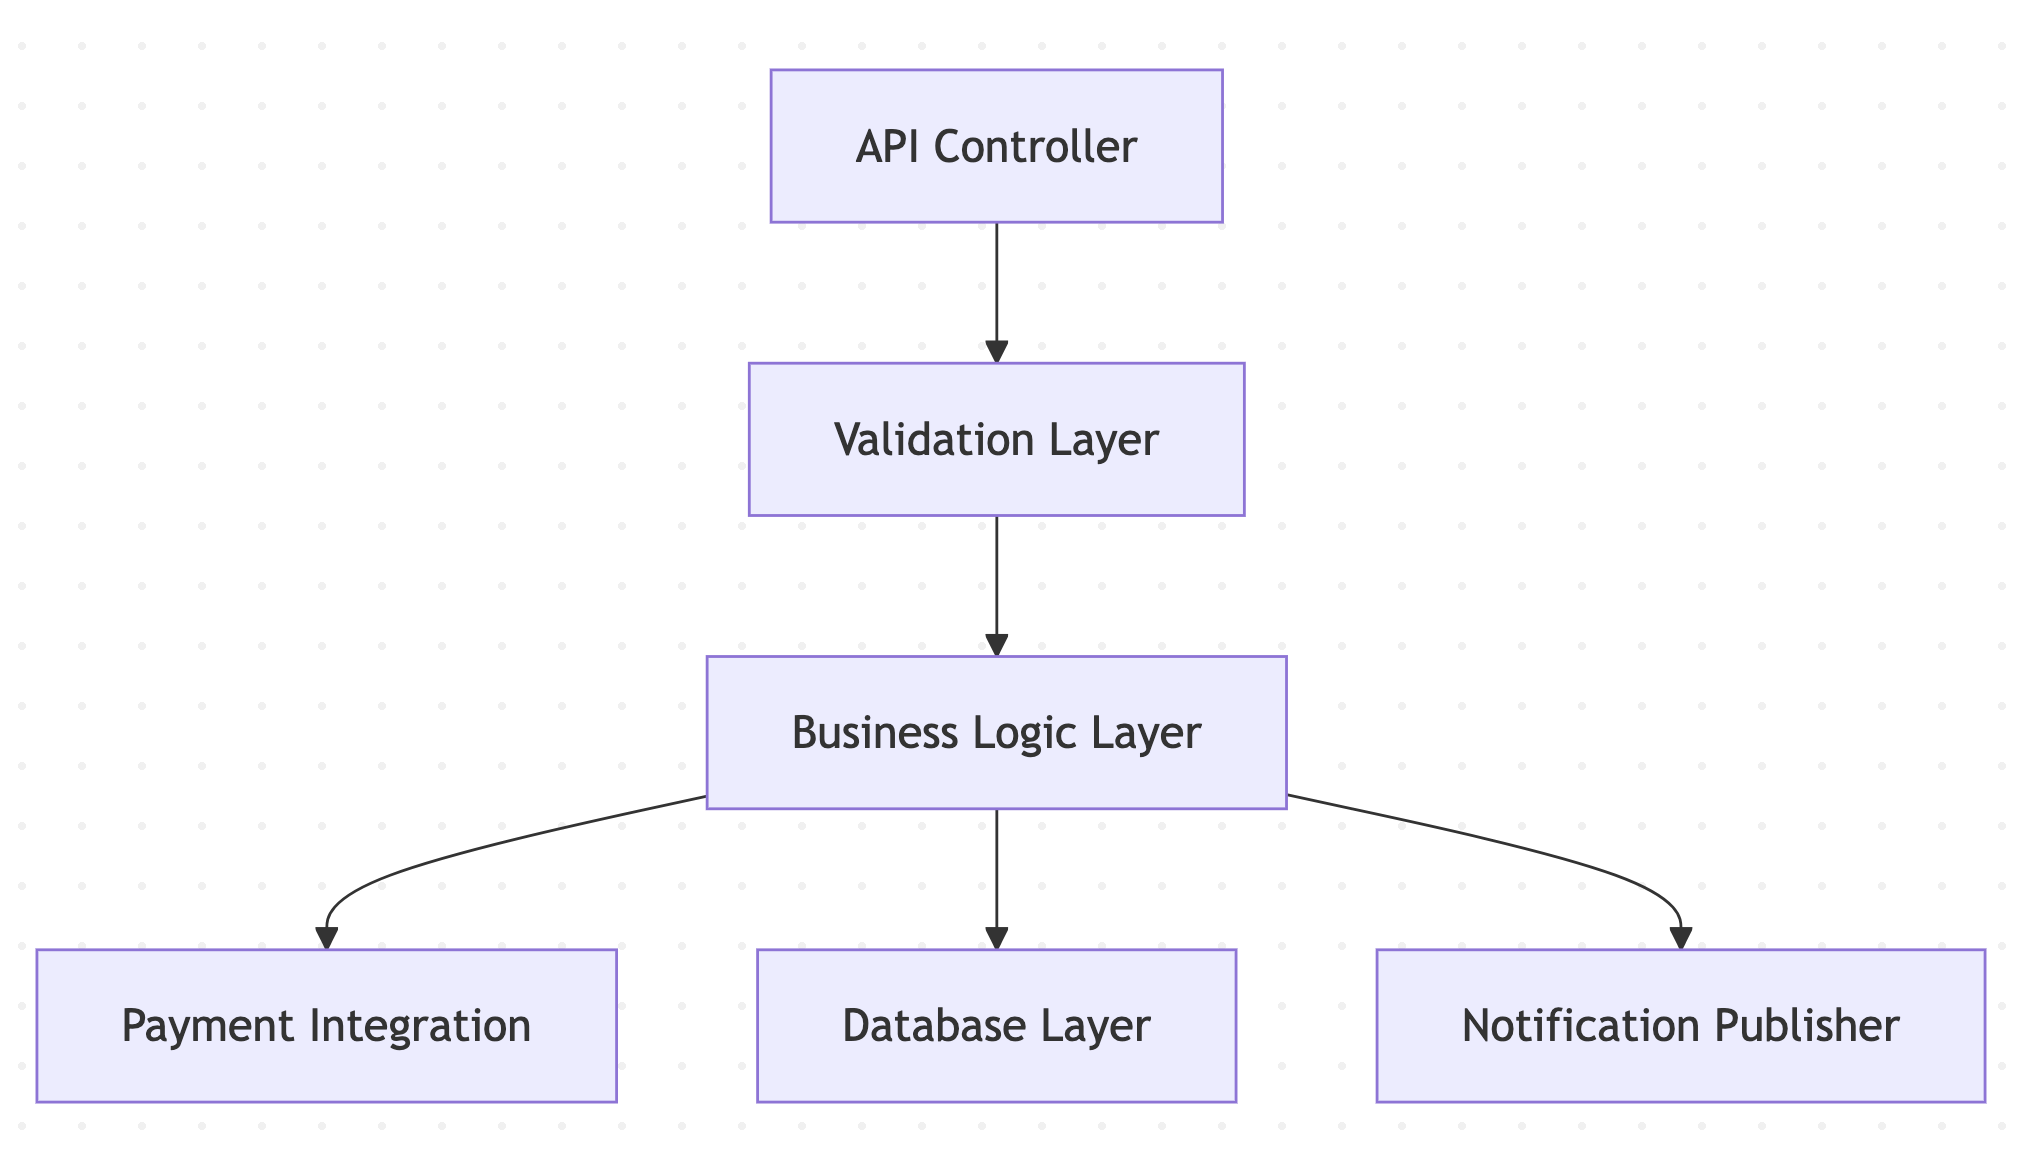 API Controller
Validation Layer
Business Logic Layer
Payment Integration
Database Layer
Notification Publisher